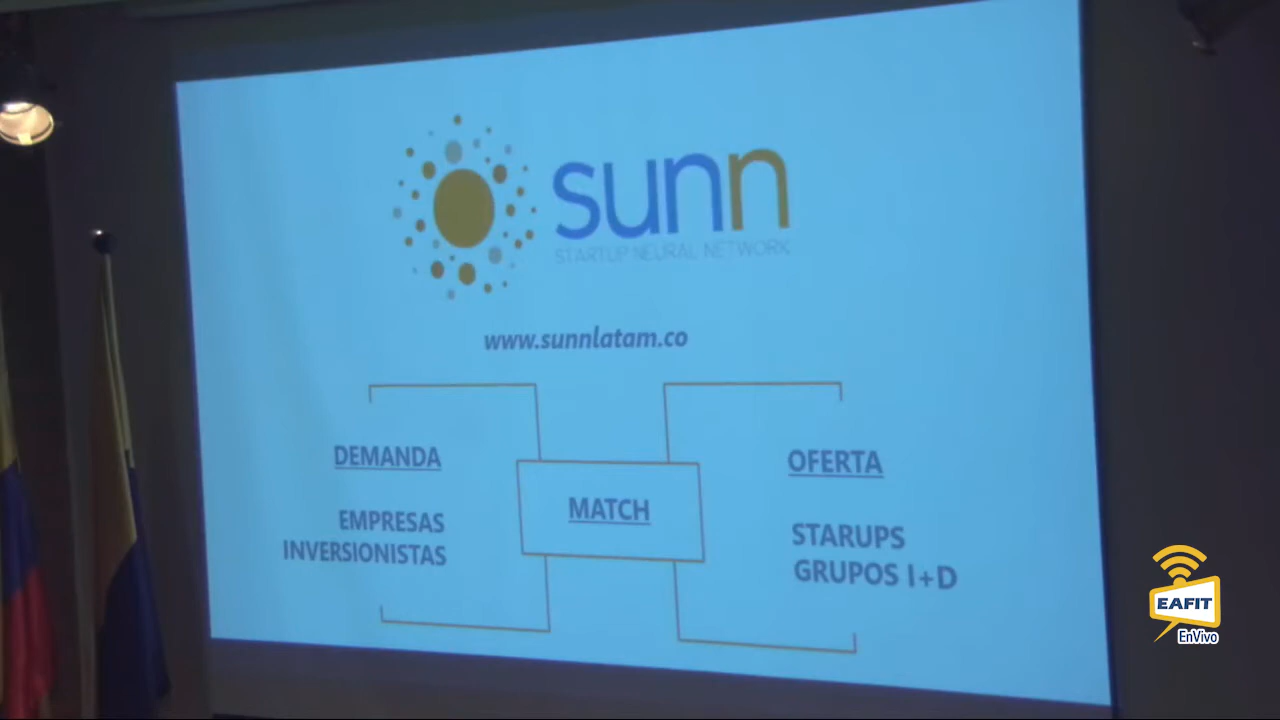 sunn
STARTUP NEURAL NETWORK
www.sunnlatam.co
DEMANDA
EMPRESAS
INVERSIONISTAS
MATCH
OFERTA
STARUPS
GRUPOS I+D
EAFIT
EnVivo